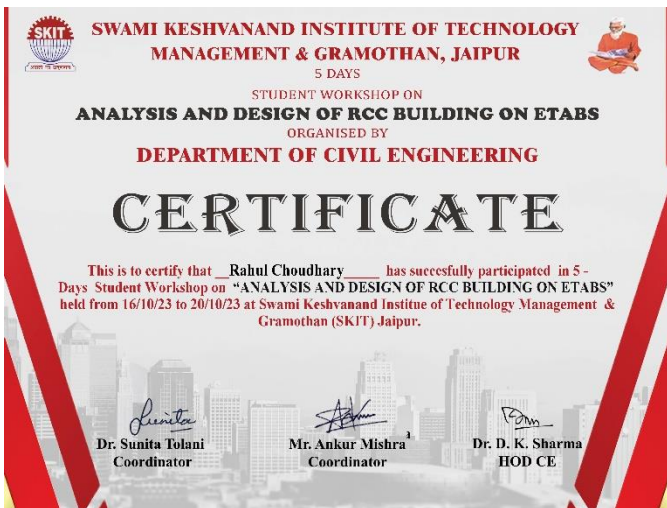 SKIT
SWAMI KESHVANAND INSTITUTE OF TECHNOLOGY
MANAGEMENT & GRAMOTHAN, JAIPUR
5 DAYS
STUDENT WORKSHOP ON
ANALYSIS AND DESIGN OF RCC BUILDING ON ETABS
ORGANISED BY
DEPARTMENT OF CIVIL ENGINEERING
CERTIFICATE
This is to certify that __Rahul Choudhary_____ has succesfully participated in 5 -
Days Student Workshop on "ANALYSIS AND DESIGN OF RCC BUILDING ON ETABS"
held from 16/10/23 to 20/10/23 at Swami Keshvanand Institue of Technology Management &
Gramothan (SKIT) Jaipur.
Sunita
Dr. Sunita Tolani Mr. Ankur Mishra Dr. D. K. Sharma
Coordinator Coordinator HOD CE